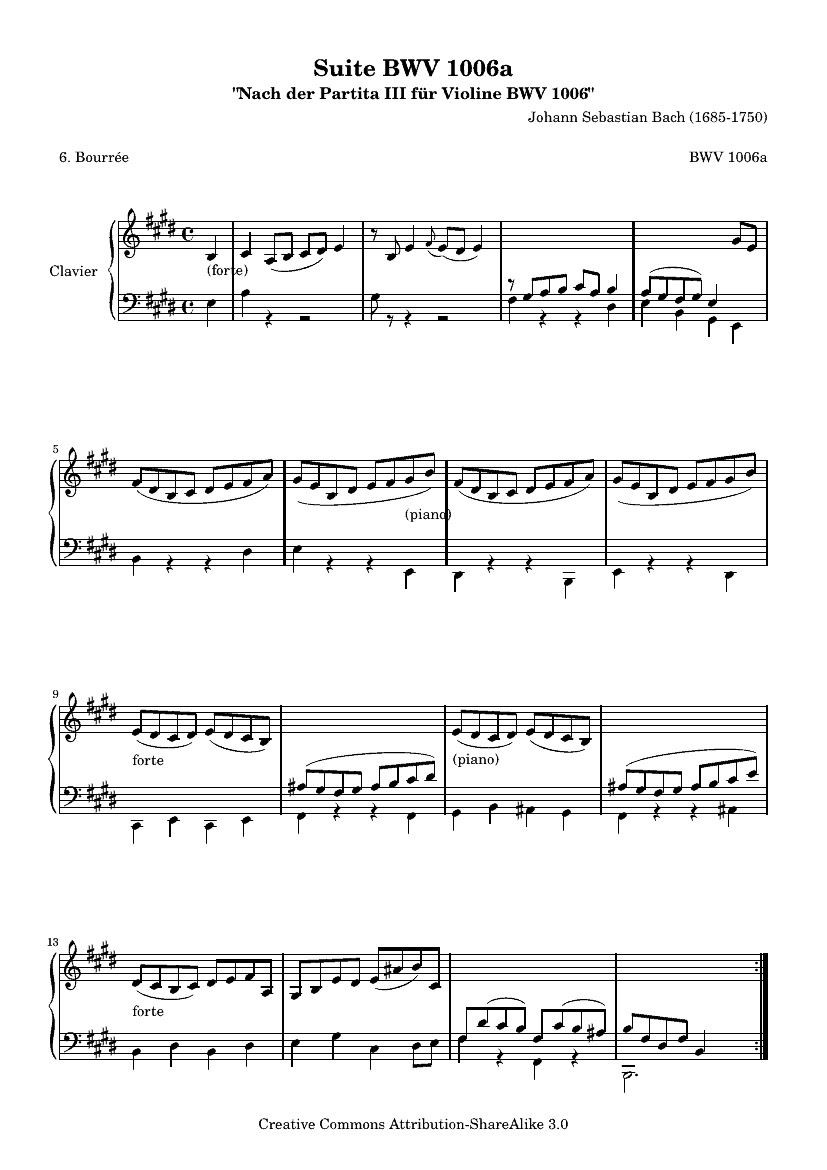 Suite BWV 1006a
"Nach der Partita III für Violine BWV 1006"
Johann Sebastian Bach (1685-1750)
6. Bourrée
BWV 1006a
Clavier
(forte)
5
(piano)
9
forte
(piano)
13
forte
Creative Commons Attribution-ShareAlike 3.0